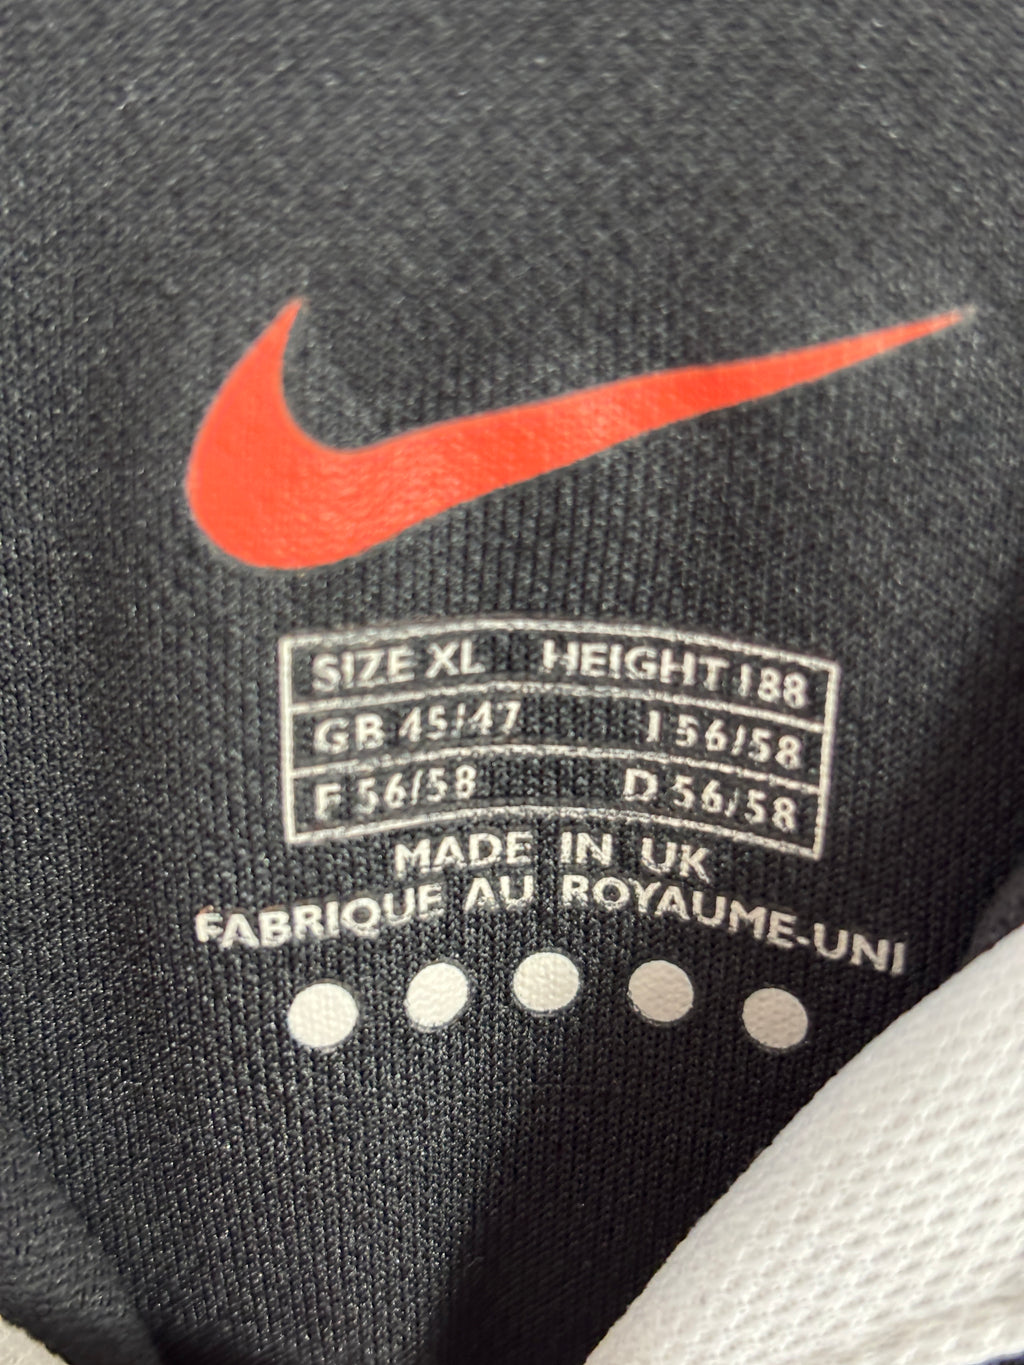 SIZE XL HEIGHT 188
GB 45/47 I 56/58
F 56/58 D 56/58
MADE IN UK
FABRIQUE AU ROYAUME-UNI